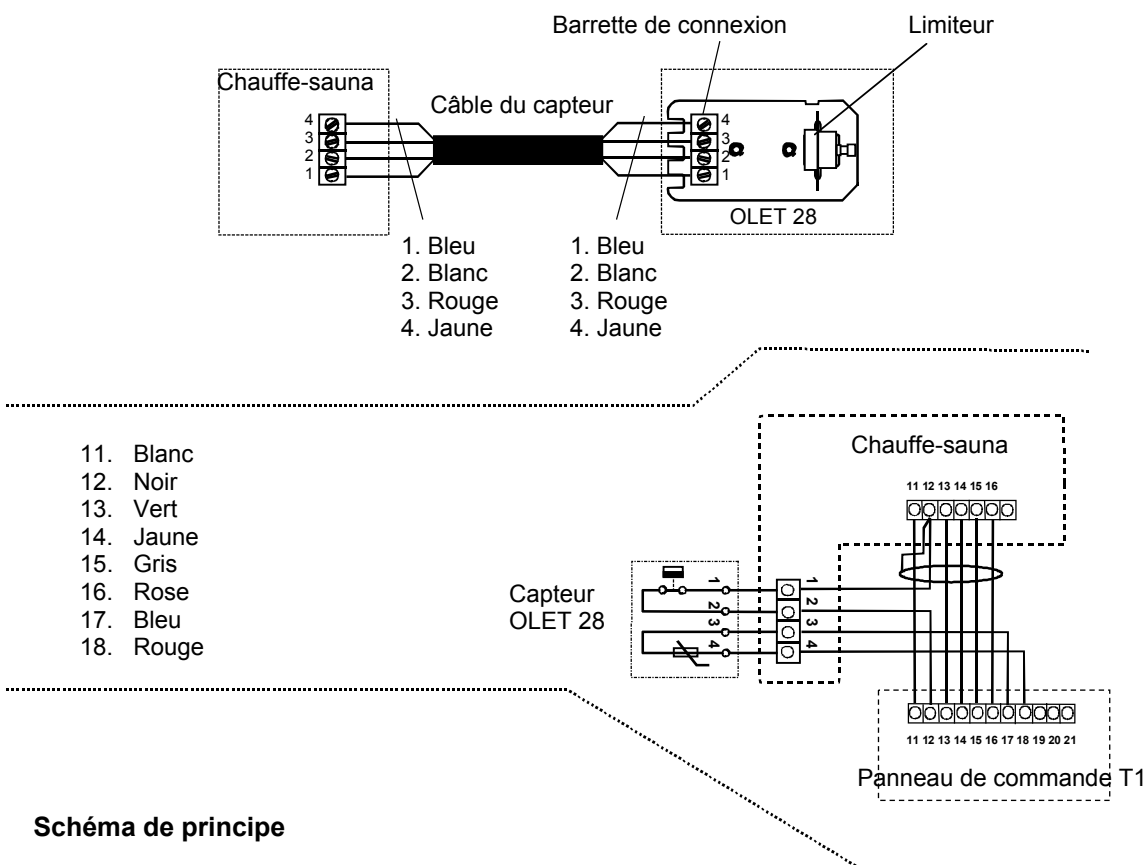 Barrette de connexion Limiteur
Chauffe-sauna
Câble du capteur
4 4
3 3
2 2
1 1
OLET 28
1. Bleu 1. Bleu
2. Blanc 2. Blanc
3. Rouge 3. Rouge
4. Jaune 4. Jaune
11. Blanc
12. Noir
13. Vert
14. Jaune
15. Gris
16. Rose
17. Bleu
18. Rouge
Chauffe-sauna
11 12 13 14 15 16
Capteur
OLET 28
1 1
2 2
3 3
4 4
11 12 13 14 15 16 17 18 19 20 21
Panneau de commande T1
Schéma de principe